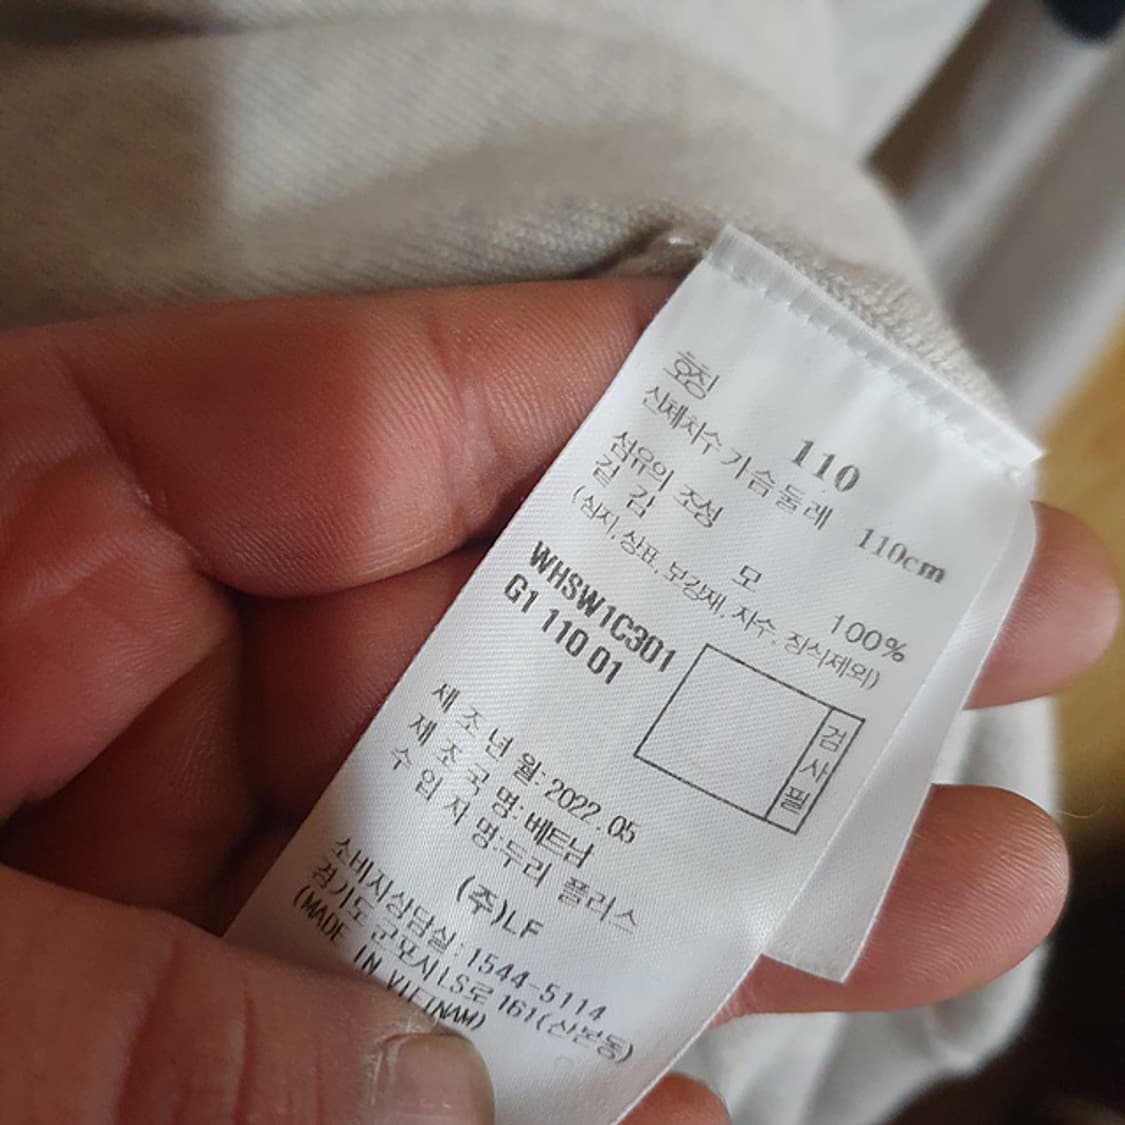 호칭 110
신체치수 가슴둘레 110cm
섬유의 조성
겉 감 모 100%
(심지, 상표, 보강재, 자수, 장식제외)
WHSW1C301
G1 110 01
검사필
제 조 년 월: 2022.05
제 조 국 명: 베트남
수 입 자 명:두리 플러스
(주)LF
소비자상담실: 1544-5114
경기도 군포시 LS로 161(산본동)
(MADE IN VIETNAM)